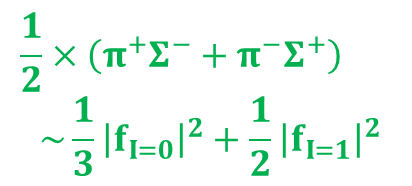 1/2 × (π⁺Σ⁻ + π⁻Σ⁺)
~ 1/3 |f_{I=0}|² + 1/2 |f_{I=1}|²